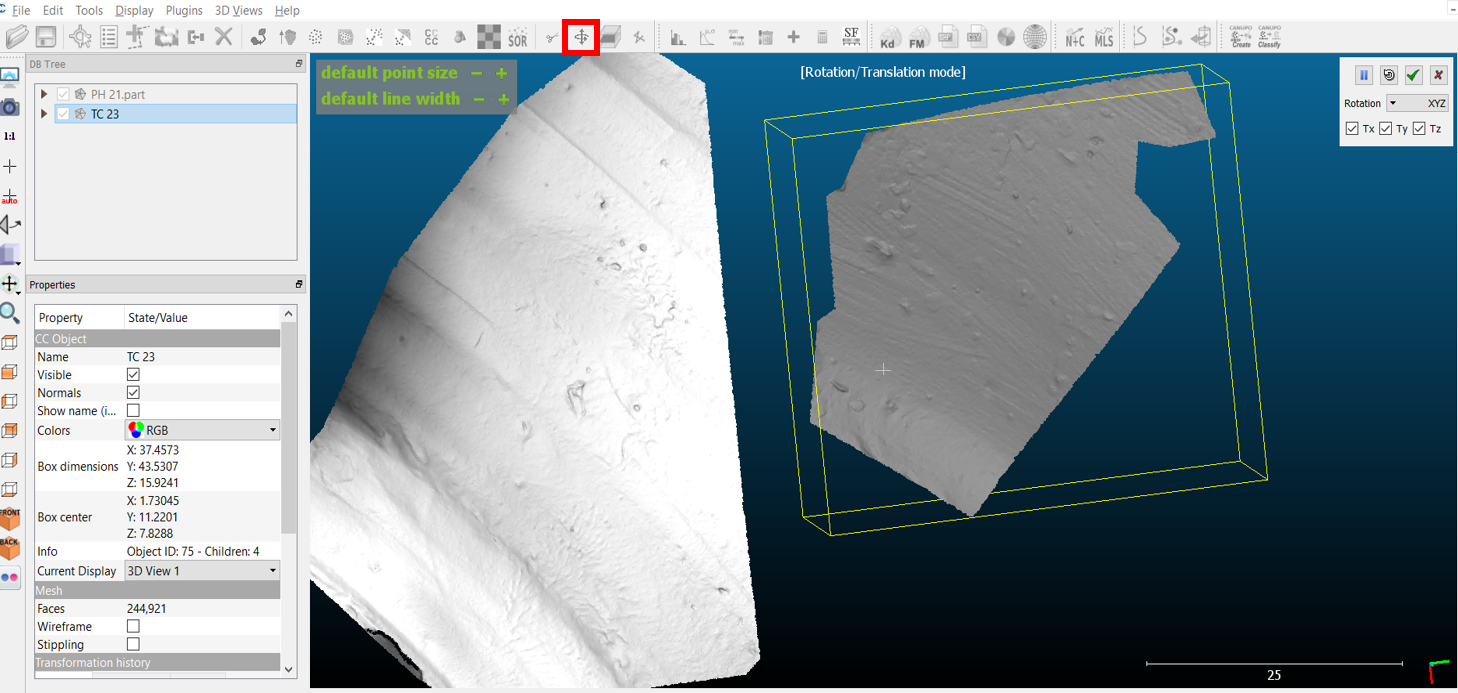 File Edit Tools Display Plugins 3D Views Help
SOR
SF
Kd
FM
N+C
MLS
CANUPO Create
CANUPO Classify
DB Tree
PH 21.part
TC 23
1:1
auto
FRONT
BACK
Properties
Property State/Value
CC Object
Name TC 23
Visible
Normals
Show name (i...
Colors RGB
Box dimensions X: 37.4573
Y: 43.5307
Z: 15.9241
Box center X: 1.73045
Y: 11.2201
Z: 7.8288
Info Object ID: 75 - Children: 4
Current Display 3D View 1
Mesh
Faces 244,921
Wireframe
Stippling
Transformation history
default point size − +
default line width − +
[Rotation/Translation mode]
Rotation XYZ
Tx Ty Tz
25